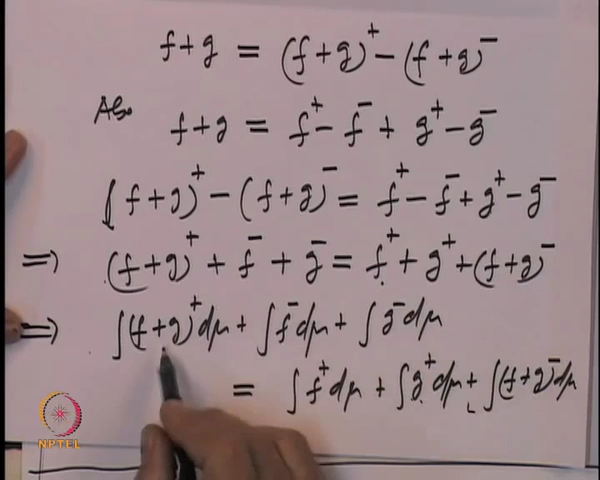 f+g = (f+g)⁺ - (f+g)⁻
Also
f+g = f⁺ - f⁻ + g⁺ - g⁻
(f+g)⁺ - (f+g)⁻ = f⁺ - f⁻ + g⁺ - g⁻
⇒ (f+g)⁺ + f⁻ + g⁻ = f⁺ + g⁺ + (f+g)⁻
⇒ ∫(f+g)⁺dμ + ∫f⁻dμ + ∫g⁻dμ
= ∫f⁺dμ + ∫g⁺dμ + ∫(f+g)⁻dμ
NPTEL